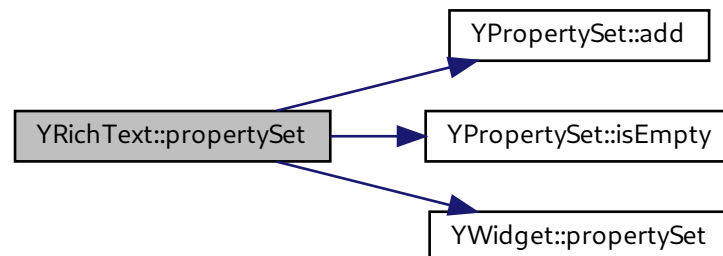 YPropertySet::add
YRichText::propertySet
YPropertySet::isEmpty
YWidget::propertySet